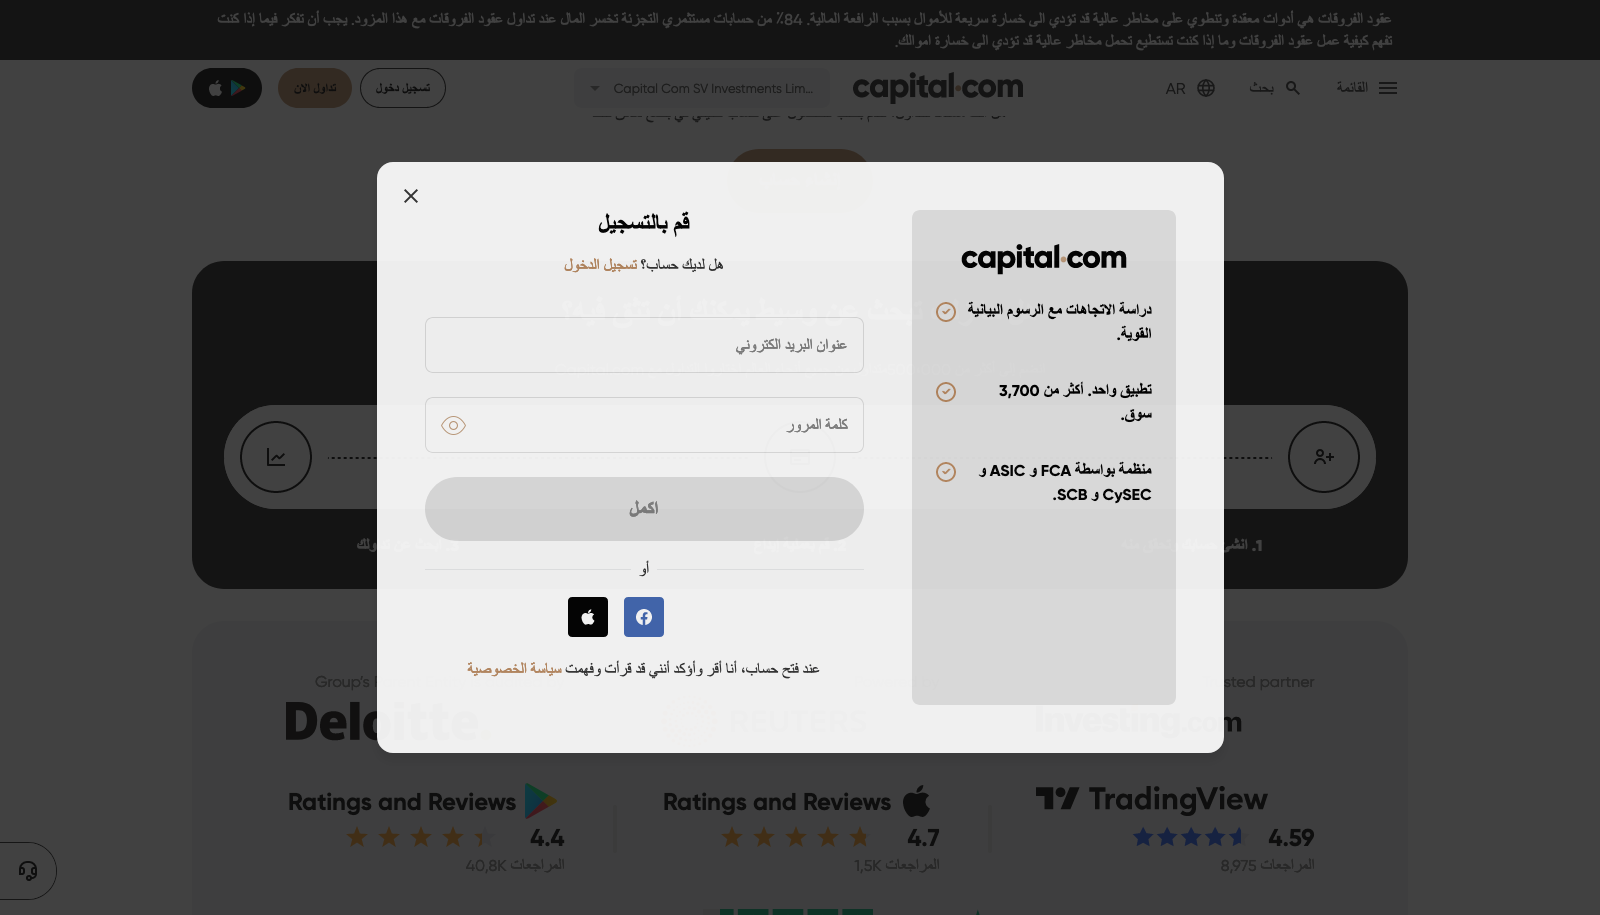 عقود الفروقات هي أدوات معقدة وتنطوي على مخاطر عالية قد تؤدي الى خسارة سريعة للأموال بسبب الرافعة المالية. 84٪ من حسابات مستثمري التجزئة تخسر المال عند تداول عقود الفروقات مع هذا المزود. يجب أن تفكر فيما إذا كنت
تفهم كيفية عمل عقود الفروقات وما إذا كنت تستطيع تحمل مخاطر عالية قد تؤدي الى خسارة اموالك.
القائمة
بحث
AR
capital.com
Capital Com SV Investments Lim...
تسجيل دخول
تداول الآن
capital.com
دراسة الاتجاهات مع الرسوم البيانية
القوية.
تطبيق واحد. أكثر من 3,700
سوق.
منظمة بواسطة FCA و ASIC و
CySEC و SCB.
قم بالتسجيل
هل لديك حساب؟ تسجيل الدخول
عنوان البريد الكتروني
كلمة المرور
اكمل
أو
عند فتح حساب، أنا أقر وأؤكد أنني قد قرأت وفهمت سياسة الخصوصية
Group's
Deloitte
REUTERS
Investing.com
TradingView
4.59
المراجعات 8,975
Ratings and Reviews
4.7
المراجعات 1,5K
Ratings and Reviews
4.4
المراجعات 40,8K